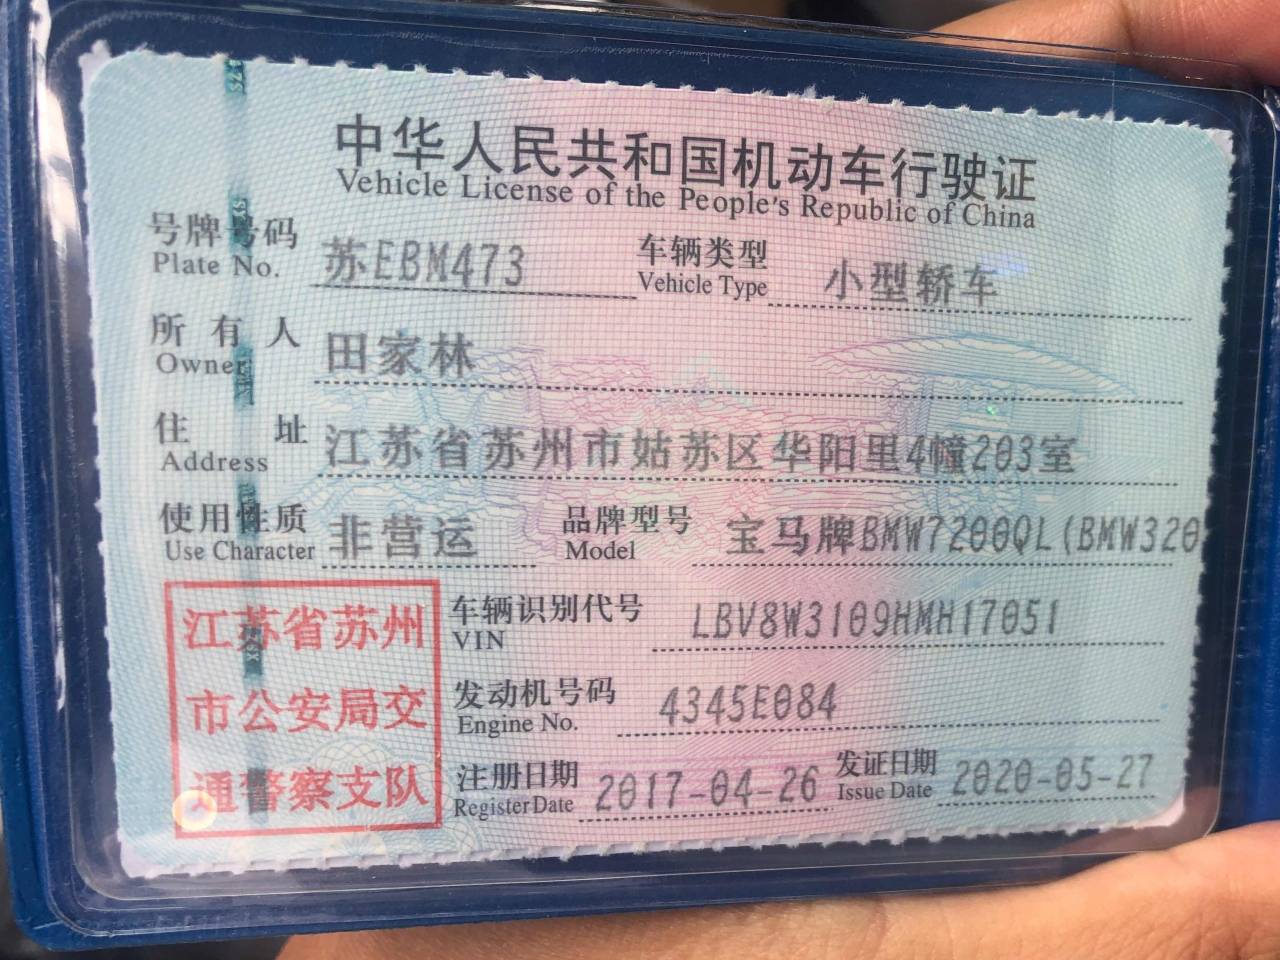 中华人民共和国机动车行驶证
Vehicle License of the People's Republic of China
号牌号码 苏EBM473 车辆类型 小型轿车
Plate No. Vehicle Type
所有人 田家林
Owner
住址 江苏省苏州市姑苏区华阳里4幢203室
Address
使用性质 非营运 品牌型号 宝马牌BMW7200QL(BMW320
Use Character Model
江苏省苏州
市公安局交
通警察支队
车辆识别代号 LBV8W3109HMH17051
VIN
发动机号码 4345E084
Engine No.
注册日期 2017-04-26 发证日期 2020-05-27
Register Date Issue Date